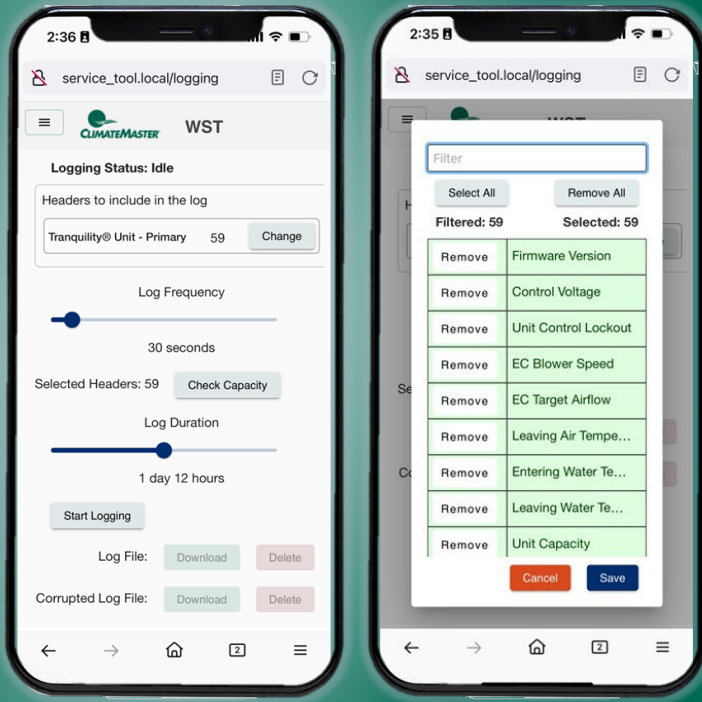 2:36
service_tool.local/logging
CLIMATEMASTER
WST
Logging Status: Idle
Headers to include in the log
Tranquility® Unit - Primary 59 Change
Log Frequency
30 seconds
Selected Headers: 59 Check Capacity
Log Duration
1 day 12 hours
Start Logging
Log File: Download Delete
Corrupted Log File: Download Delete
2
2:35
service_tool.local/logging
Filter
Select All Remove All
Filtered: 59 Selected: 59
Remove Firmware Version
Remove Control Voltage
Remove Unit Control Lockout
Remove EC Blower Speed
Remove EC Target Airflow
Remove Leaving Air Tempe...
Remove Entering Water Te...
Remove Leaving Water Te...
Remove Unit Capacity
Cancel Save
2